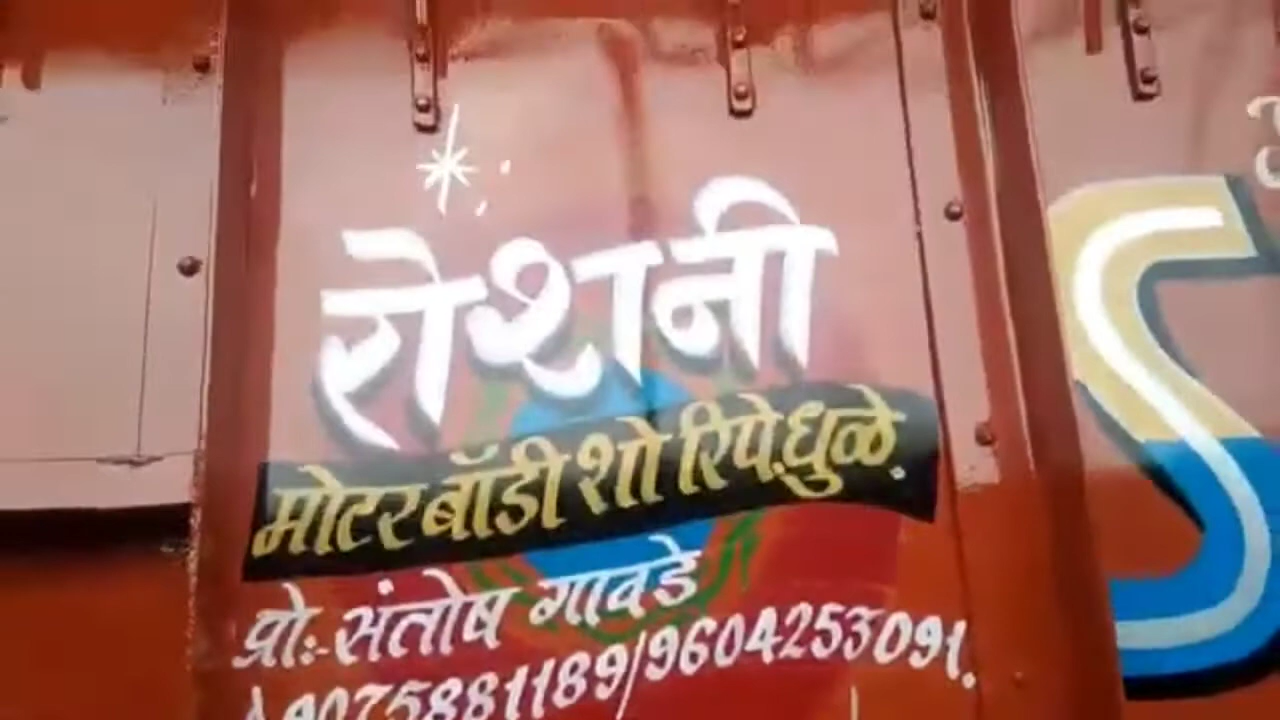 रोशनी
मोटर बॉडी शो रिपे. धुळे.
प्रो:- संतोष गावडे
9075881189/9604253091.
S